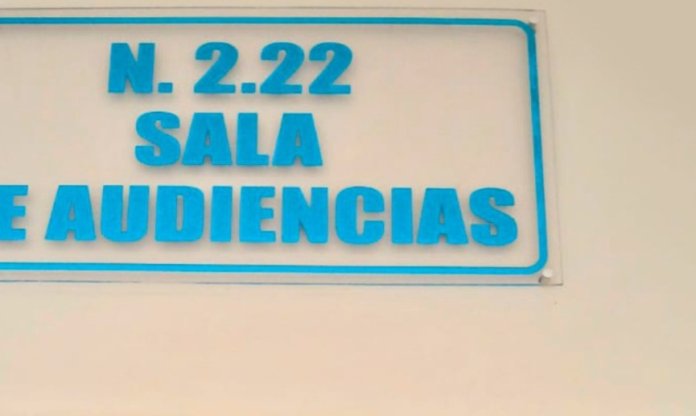 N. 2.22
SALA
E AUDIENCIAS